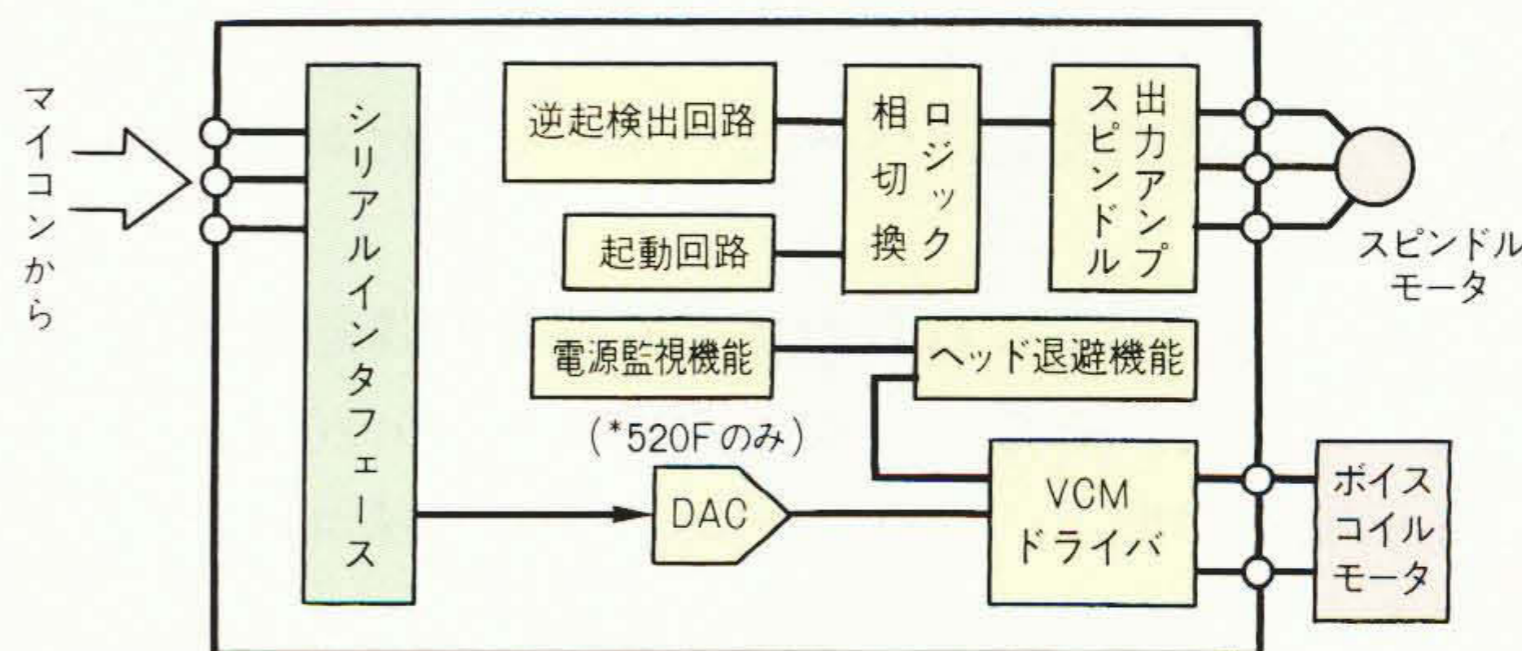 マイコンから
シリアルインタフェース
逆起検出回路
起動回路
相切換
ロジック
スピンドル
出力アンプ
スピンドル
モータ
電源監視機能
(*520Fのみ)
ヘッド退避機能
DAC
VCM
ドライバ
ボイス
コイル
モータ